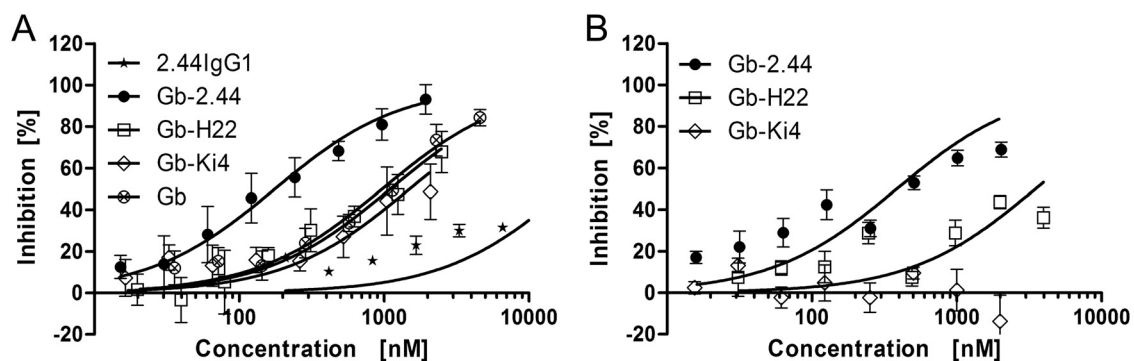 A
Inhibition [%]
120
100
80
60
40
20
0
-20
2.44IgG1
Gb-2.44
Gb-H22
Gb-Ki4
Gb
100
1000
10000
Concentration [nM]
B
Inhibition [%]
120
100
80
60
40
20
0
-20
Gb-2.44
Gb-H22
Gb-Ki4
100
1000
10000
Concentration [nM]